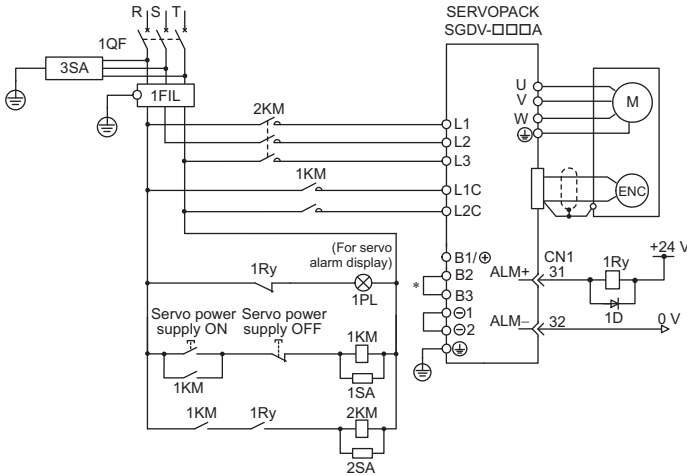 R S T
SERVOPACK
SGDV-□□□A
1QF
3SA
1FIL
2KM
U
V
W
M
L1
L2
L3
1KM
L1C
L2C
ENC
(For servo
alarm display)
1Ry
1PL
B1/⊕
B2
B3
*
⊖1
⊖2
ALM+
CN1
31
1Ry
+24 V
1D
ALM−
32
0 V
Servo power
supply ON
Servo power
supply OFF
1KM
1KM
1SA
1KM
1Ry
2KM
2SA